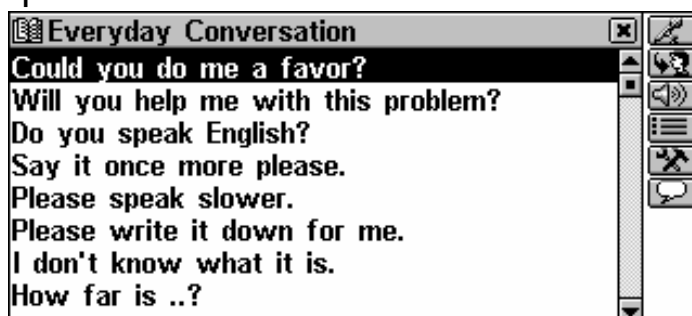 Everyday Conversation
Could you do me a favor?
Will you help me with this problem?
Do you speak English?
Say it once more please.
Please speak slower.
Please write it down for me.
I don't know what it is.
How far is ..?